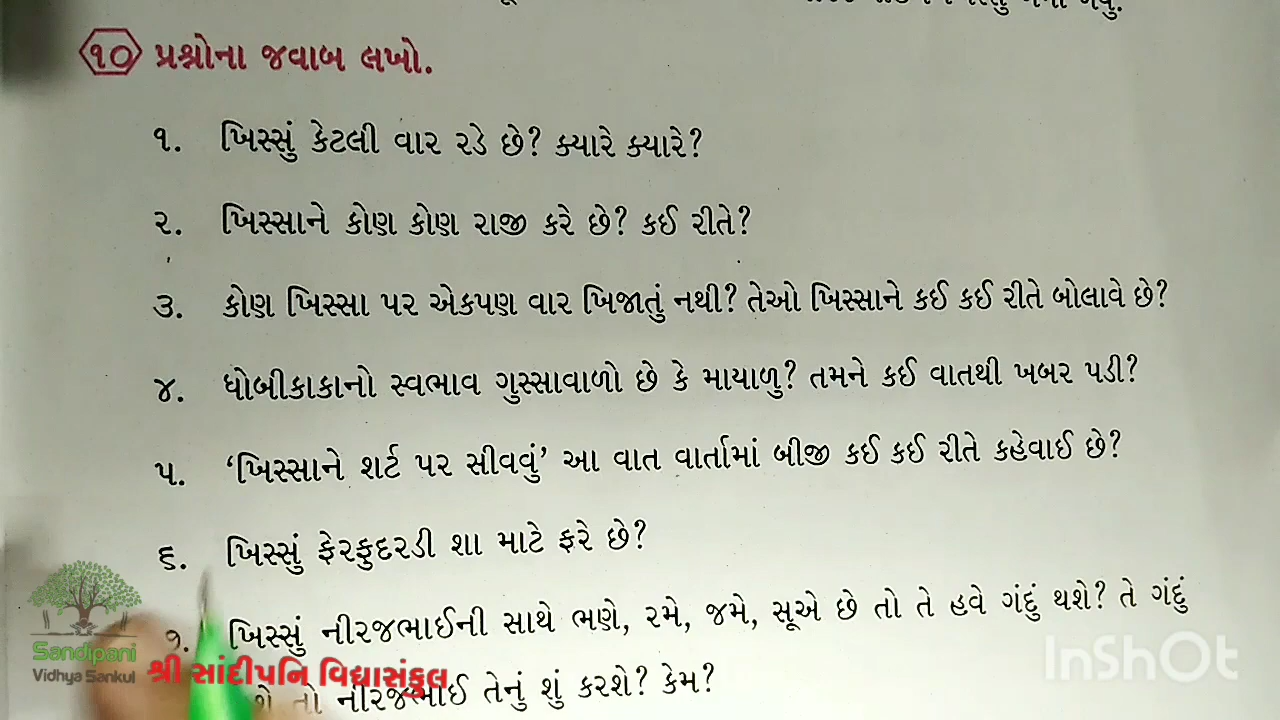 ૧૦ પ્રશ્નોના જવાબ લખો.
૧. ખિસ્સું કેટલી વાર રડે છે? ક્યારે ક્યારે?
૨. ખિસ્સાને કોણ કોણ રાજી કરે છે? કઈ રીતે?
૩. કોણ ખિસ્સા પર એકપણ વાર ખિજાતું નથી? તેઓ ખિસ્સાને કઈ કઈ રીતે બોલાવે છે?
૪. ધોબીકાકાનો સ્વભાવ ગુસ્સાવાળો છે કે માયાળુ? તમને કઈ વાતથી ખબર પડી?
૫. ‘ખિસ્સાને શર્ટ પર સીવવું’ આ વાત વાર્તામાં બીજી કઈ કઈ રીતે કહેવાઈ છે?
૬. ખિસ્સું ફેરફુદરડી શા માટે ફરે છે?
ખિસ્સું નીરજભાઈની સાથે ભણે, રમે, જમે, સૂએ છે તો તે હવે ગંદું થશે? તે ગંદું
તો નીરજભાઈ તેનું શું કરશે? કેમ?
Sandipani
Vidhya Sankul
શ્રી સાંદીપનિ વિદ્યાસંકુલ
InShOt